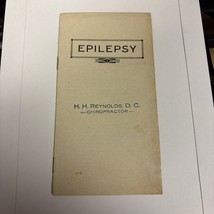 EPILEPSY
H. H. REYNOLDS, D. C.
—CHIROPRACTOR—